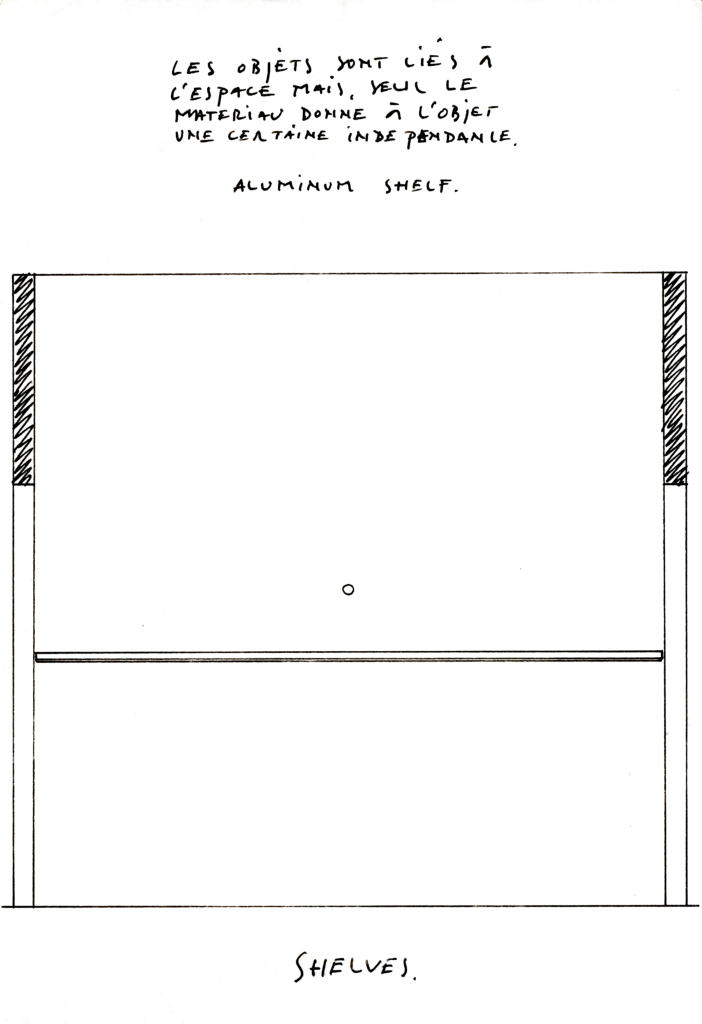 LES OBJÈTS SONT LIÉS À
L'ESPACE MAIS, SEUL LE
MATERIAU DONNE À L'OBJET
UNE CERTAINE INDEPENDANCE.
ALUMINUM SHELF.
SHELVES.